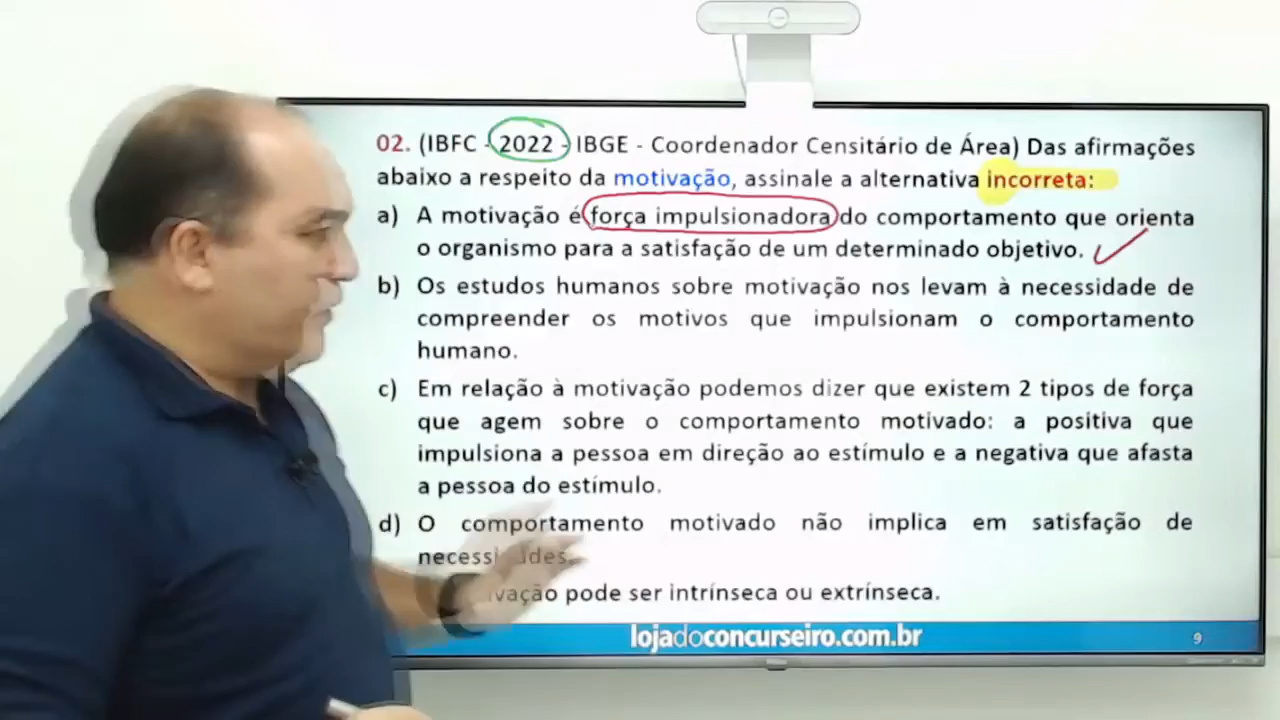 02. (IBFC - 2022 - IBGE - Coordenador Censitário de Área) Das afirmações
abaixo a respeito da motivação, assinale a alternativa incorreta:
a) A motivação é força impulsionadora do comportamento que orienta
o organismo para a satisfação de um determinado objetivo.
b) Os estudos humanos sobre motivação nos levam à necessidade de
compreender os motivos que impulsionam o comportamento
humano.
c) Em relação à motivação podemos dizer que existem 2 tipos de força
que agem sobre o comportamento motivado: a positiva que
impulsiona a pessoa em direção ao estímulo e a negativa que afasta
a pessoa do estímulo.
d) O comportamento motivado não implica em satisfação de
necessidades.
pode ser intrínseca ou extrínseca.
lojadoconcurseiro.com.br
9